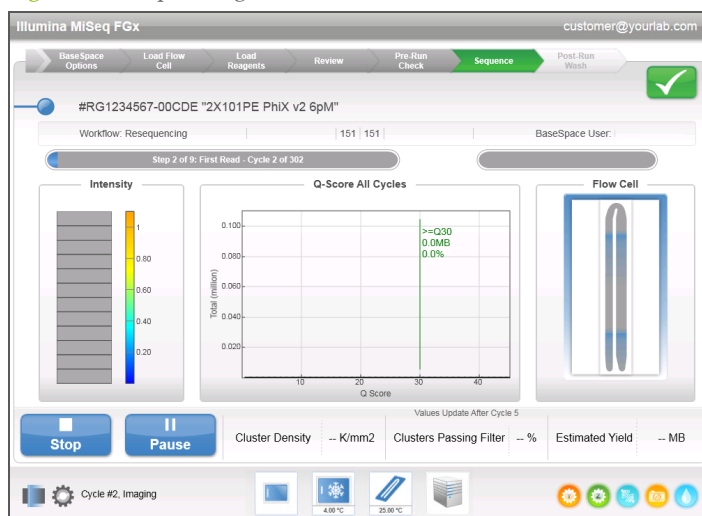 Illumina MiSeq FGx
customer@yourlab.com
BaseSpace Options
Load Flow Cell
Load Reagents
Review
Pre-Run Check
Sequence
Post-Run Wash
#RG1234567-00CDE "2X101PE PhiX v2 6pM"
Workflow: Resequencing
151 | 151
BaseSpace User:
Step 2 of 9: First Read - Cycle 2 of 302
Intensity
1
0.80
0.60
0.40
0.20
Q-Score All Cycles
Total (million)
0.100
0.080
0.060
0.040
0.020
>=Q30
0.0MB
0.0%
10 20 30 40
Q Score
Flow Cell
Values Update After Cycle 5
Stop
Pause
Cluster Density -- K/mm2
Clusters Passing Filter -- %
Estimated Yield -- MB
Cycle #2, Imaging
4.00 °C
25.00 °C